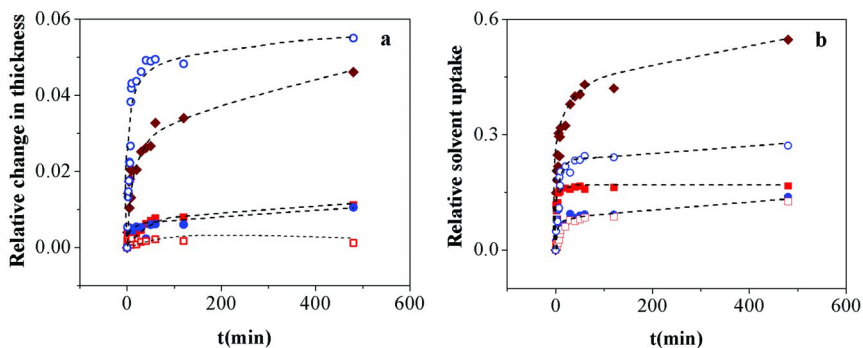 a
Relative change in thickness
0.06
0.04
0.02
0.00
0
200
400
600
t(min)
b
Relative solvent uptake
0.6
0.3
0.0
0
200
400
600
t(min)